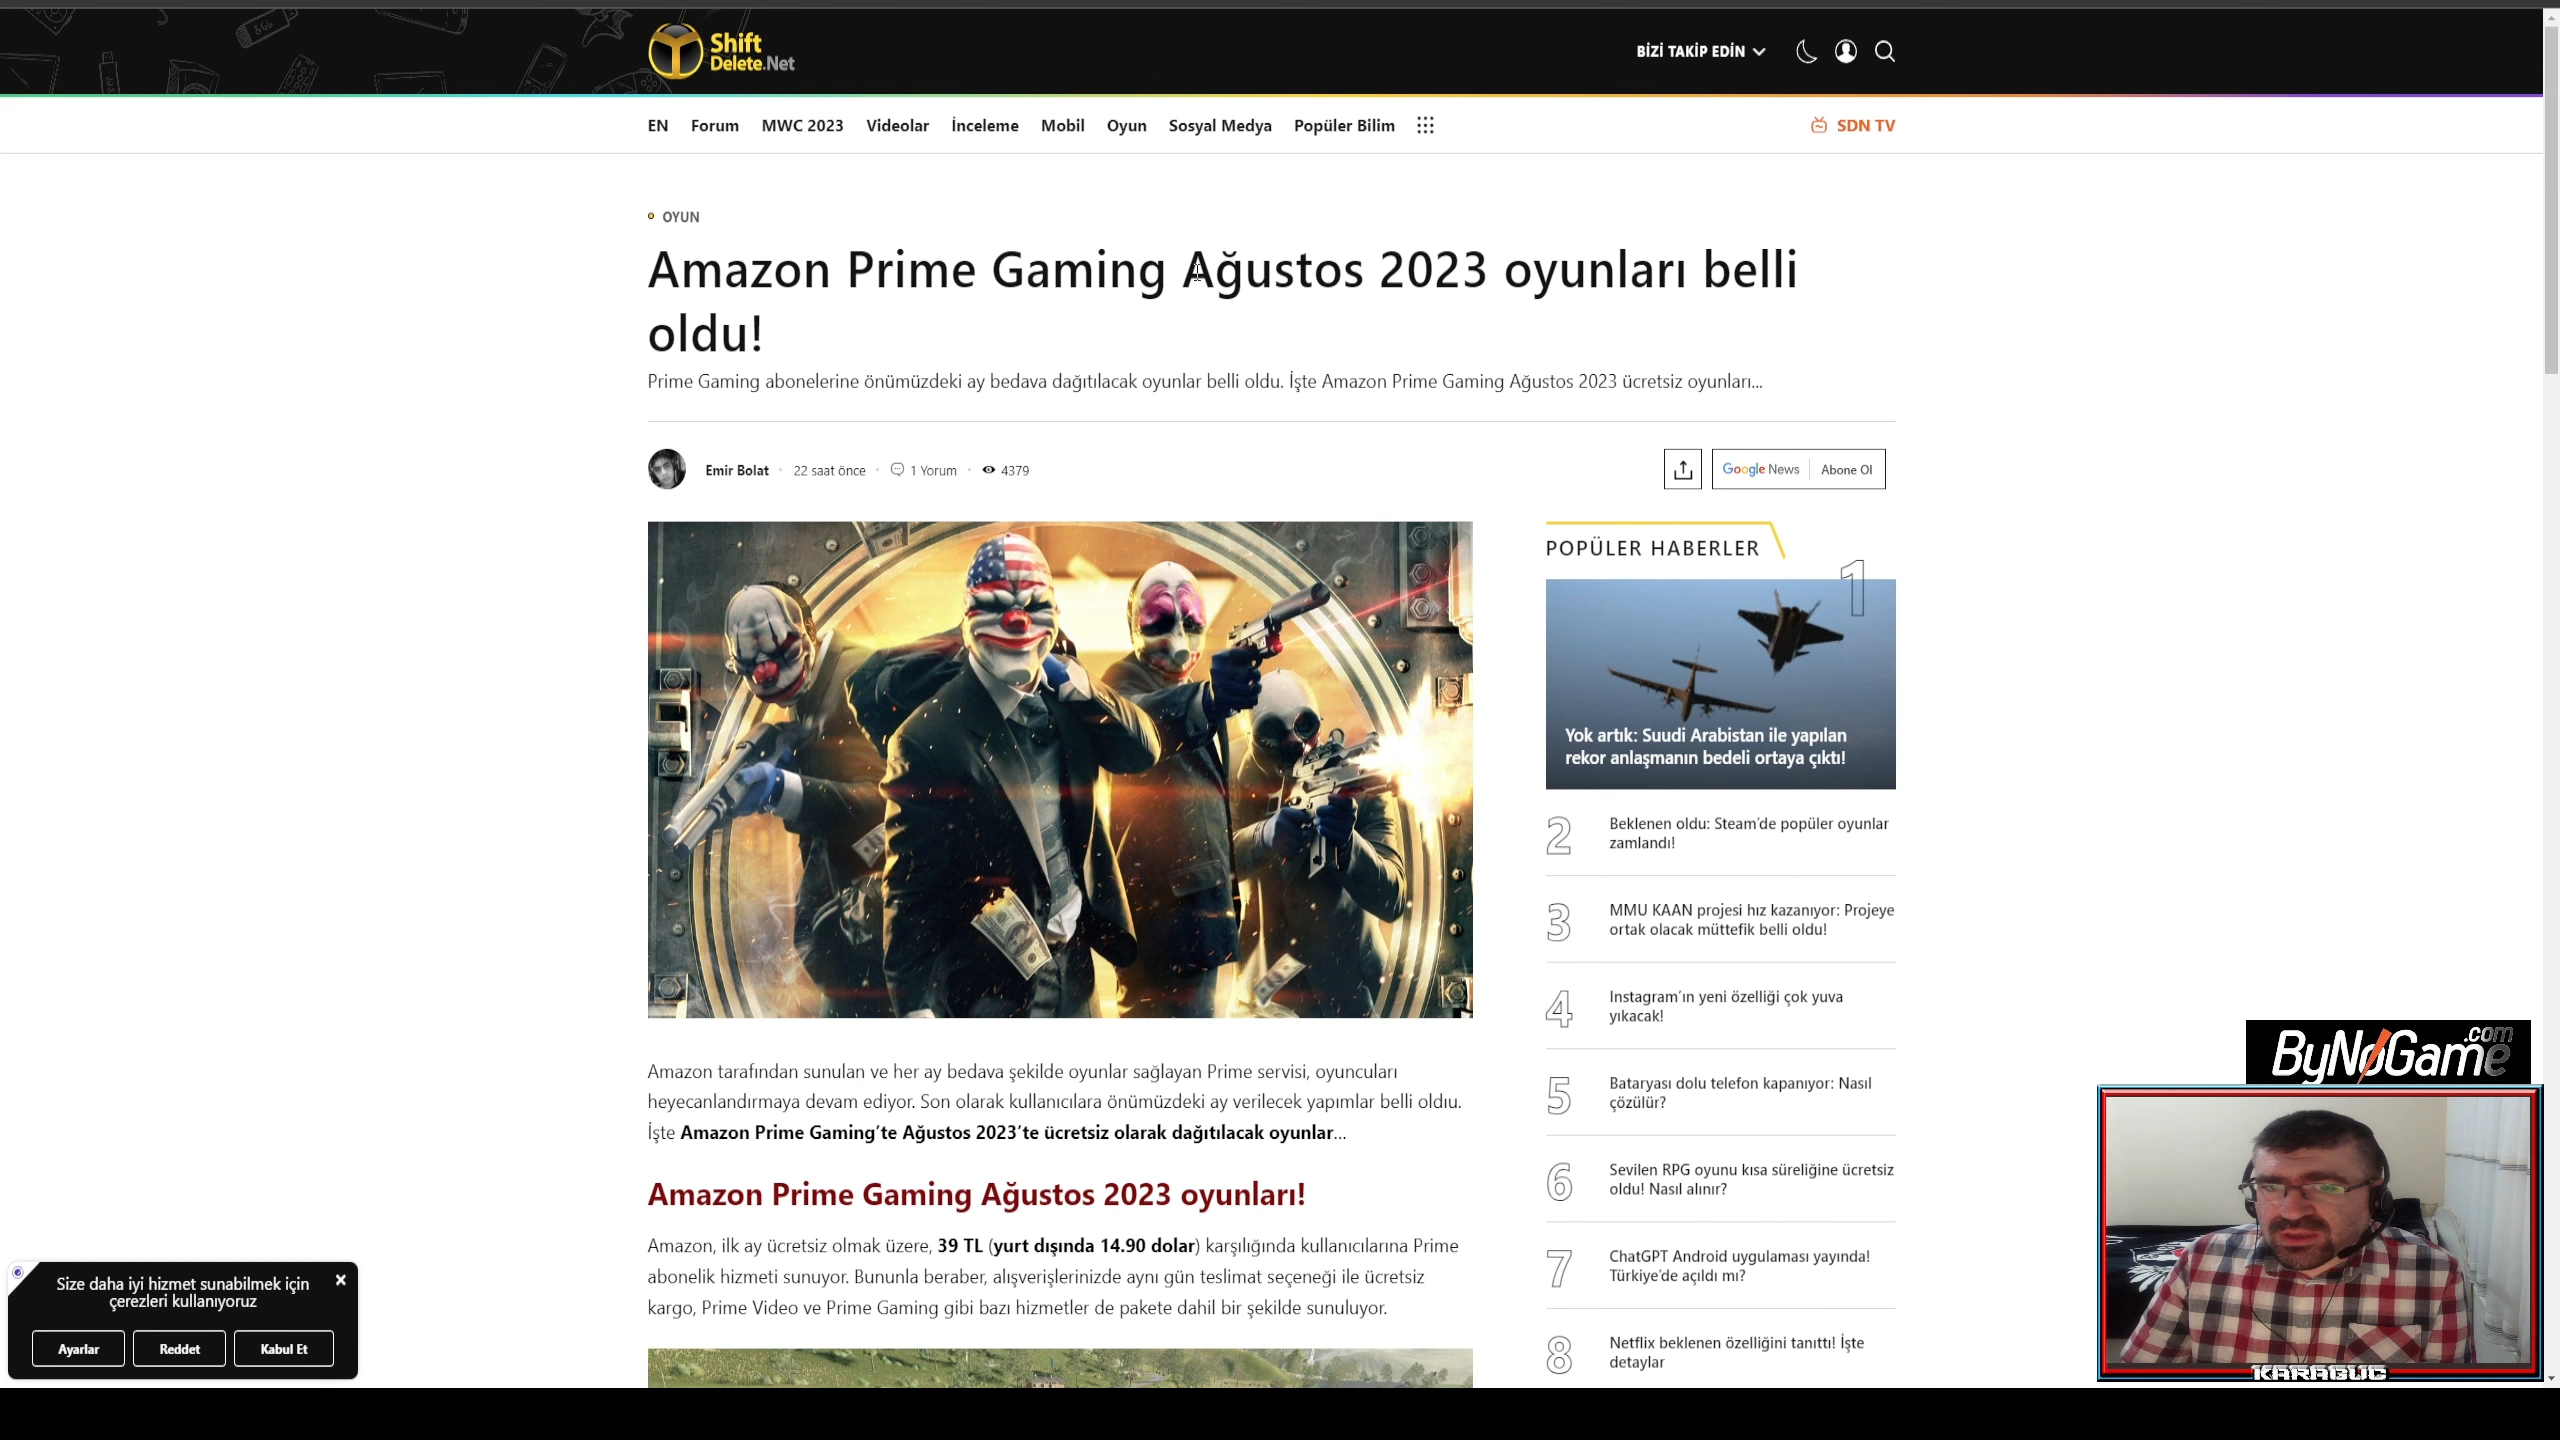 Shift
Delete.Net
BİZİ TAKİP EDİN
EN Forum MWC 2023 Videolar İnceleme Mobil Oyun Sosyal Medya Popüler Bilim SDN TV
OYUN
Amazon Prime Gaming Ağustos 2023 oyunları belli
oldu!
Prime Gaming abonelerine önümüzdeki ay bedava dağıtılacak oyunlar belli oldu. İşte Amazon Prime Gaming Ağustos 2023 ücretsiz oyunları...
Emir Bolat 22 saat önce 1 Yorum 4379
Google News Abone Ol
Amazon tarafından sunulan ve her ay bedava şekilde oyunlar sağlayan Prime servisi, oyuncuları
heyecanlandırmaya devam ediyor. Son olarak kullanıcılara önümüzdeki ay verilecek yapımlar belli oldıu.
İşte Amazon Prime Gaming’te Ağustos 2023’te ücretsiz olarak dağıtılacak oyunlar…
Amazon Prime Gaming Ağustos 2023 oyunları!
Amazon, ilk ay ücretsiz olmak üzere, 39 TL (yurt dışında 14.90 dolar) karşılığında kullanıcılarına Prime
abonelik hizmeti sunuyor. Bununla beraber, alışverişlerinizde aynı gün teslimat seçeneği ile ücretsiz
kargo, Prime Video ve Prime Gaming gibi bazı hizmetler de pakete dahil bir şekilde sunuluyor.
POPÜLER HABERLER
1
Yok artık: Suudi Arabistan ile yapılan
rekor anlaşmanın bedeli ortaya çıktı!
2 Beklenen oldu: Steam’de popüler oyunlar
zamlandı!
3 MMU KAAN projesi hız kazanıyor: Projeye
ortak olacak müttefik belli oldu!
4 Instagram’ın yeni özelliği çok yuva
yıkacak!
5 Bataryası dolu telefon kapanıyor: Nasıl
çözülür?
6 Sevilen RPG oyunu kısa süreliğine ücretsiz
oldu! Nasıl alınır?
7 ChatGPT Android uygulaması yayında!
Türkiye’de açıldı mı?
8 Netflix beklenen özelliğini tanıttı! İşte
detaylar
Size daha iyi hizmet sunabilmek için
çerezleri kullanıyoruz
Ayarlar Reddet Kabul Et
ByNoGame.com
KARAGUC